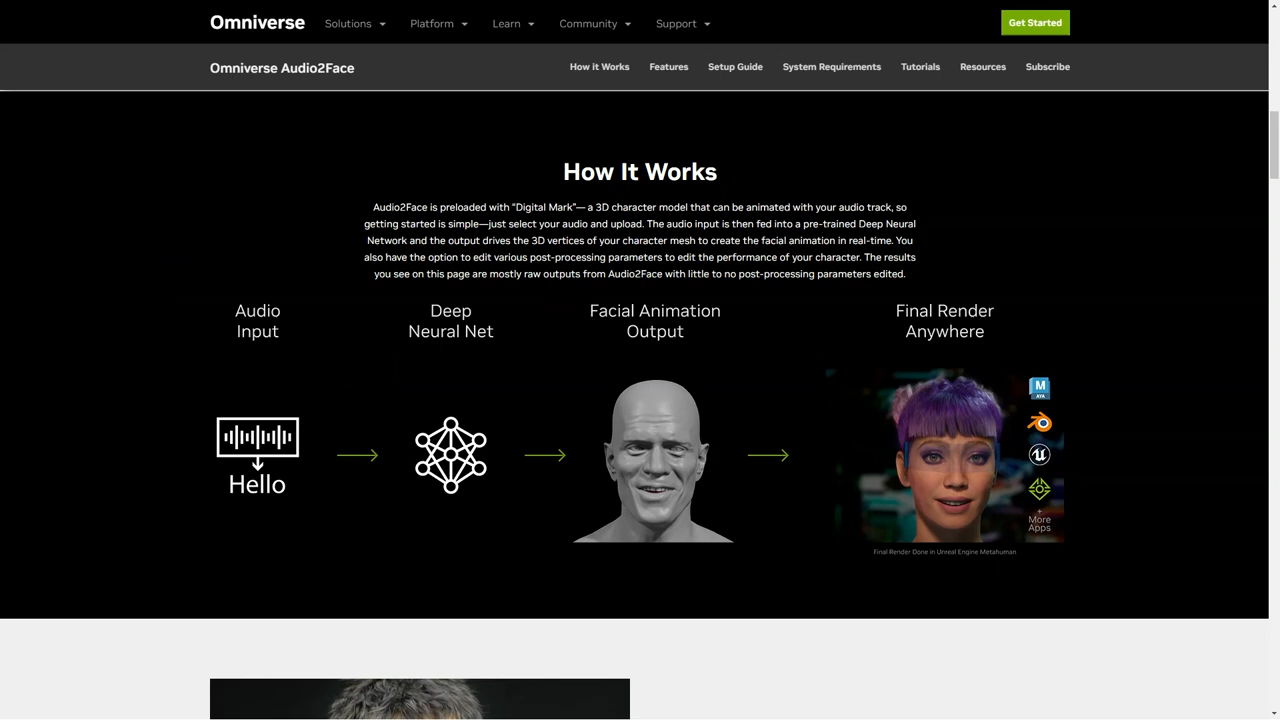 Omniverse
Solutions
Platform
Learn
Community
Support
Get Started
Omniverse Audio2Face
How it Works
Features
Setup Guide
System Requirements
Tutorials
Resources
Subscribe
How It Works
Audio2Face is preloaded with “Digital Mark”— a 3D character model that can be animated with your audio track, so
getting started is simple—just select your audio and upload. The audio input is then fed into a pre-trained Deep Neural
Network and the output drives the 3D vertices of your character mesh to create the facial animation in real-time. You
also have the option to edit various post-processing parameters to edit the performance of your character. The results
you see on this page are mostly raw outputs from Audio2Face with little to no post-processing parameters edited.
Audio
Input
Deep
Neural Net
Facial Animation
Output
Final Render
Anywhere
Hello
M
AYA
+
More
Apps
Final Render Done in Unreal Engine Metahuman